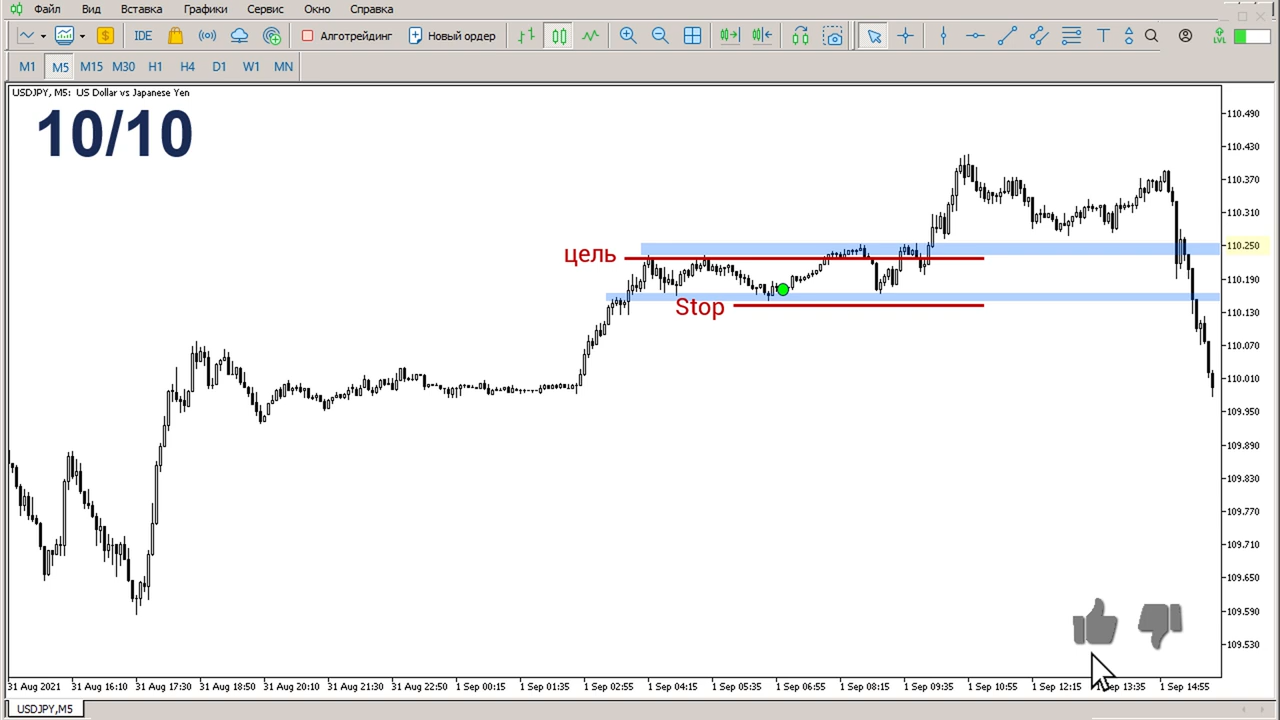 Файл Вид Вставка Графики Сервис Окно Справка
$ IDE Алготрейдинг Новый ордер T LVL
M1 M5 M15 M30 H1 H4 D1 W1 MN
USDJPY, M5: US Dollar vs Japanese Yen
10/10
110.490
110.430
110.370
110.310
110.250
цель
110.190
Stop
110.130
110.070
110.010
109.950
109.890
109.830
109.770
109.710
109.650
109.590
109.530
31 Aug 2021 31 Aug 16:10 31 Aug 17:30 31 Aug 18:50 31 Aug 20:10 31 Aug 21:30 31 Aug 22:50 1 Sep 00:15 1 Sep 01:35 1 Sep 02:55 1 Sep 04:15 1 Sep 05:35 1 Sep 06:55 1 Sep 08:15 1 Sep 09:35 1 Sep 10:55 1 Sep 12:15 13:35 1 Sep 14:55
USDJPY,M5